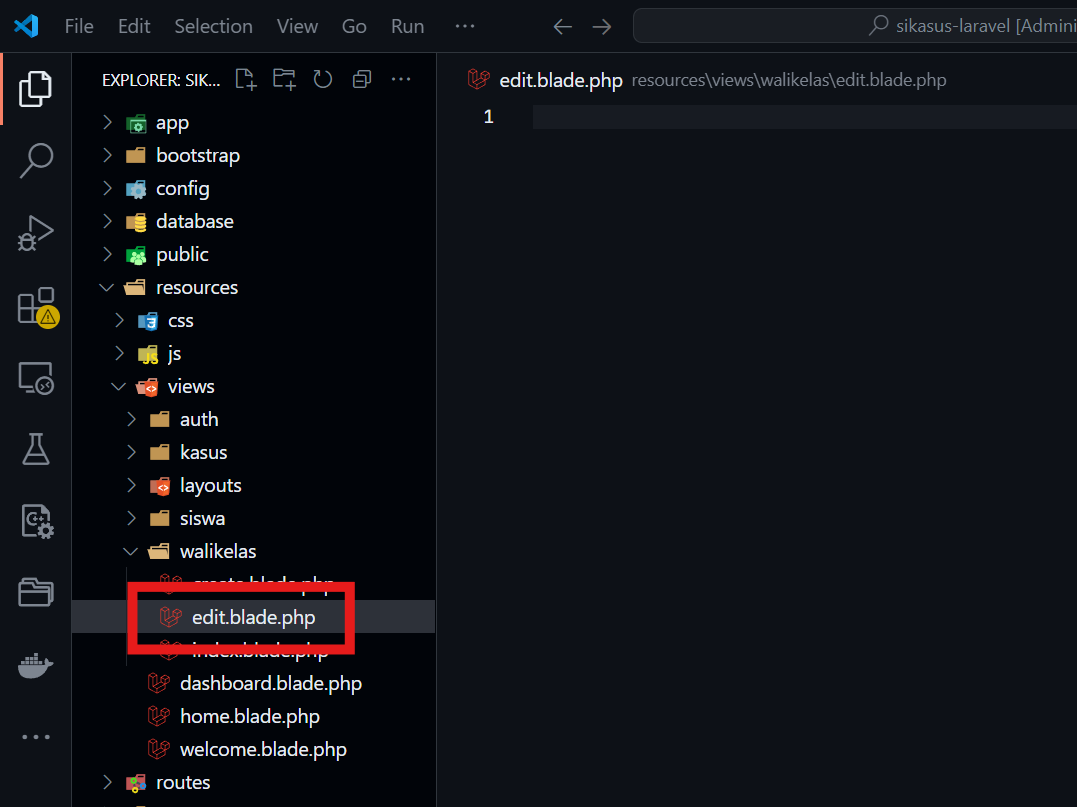 File Edit Selection View Go Run ··· sikasus-laravel [Admini
EXPLORER: SIK... ···
app
bootstrap
config
database
public
resources
css
js
views
auth
kasus
layouts
siswa
walikelas
create.blade.php
edit.blade.php
index.blade.php
dashboard.blade.php
home.blade.php
welcome.blade.php
routes
edit.blade.php resources\views\walikelas\edit.blade.php
1